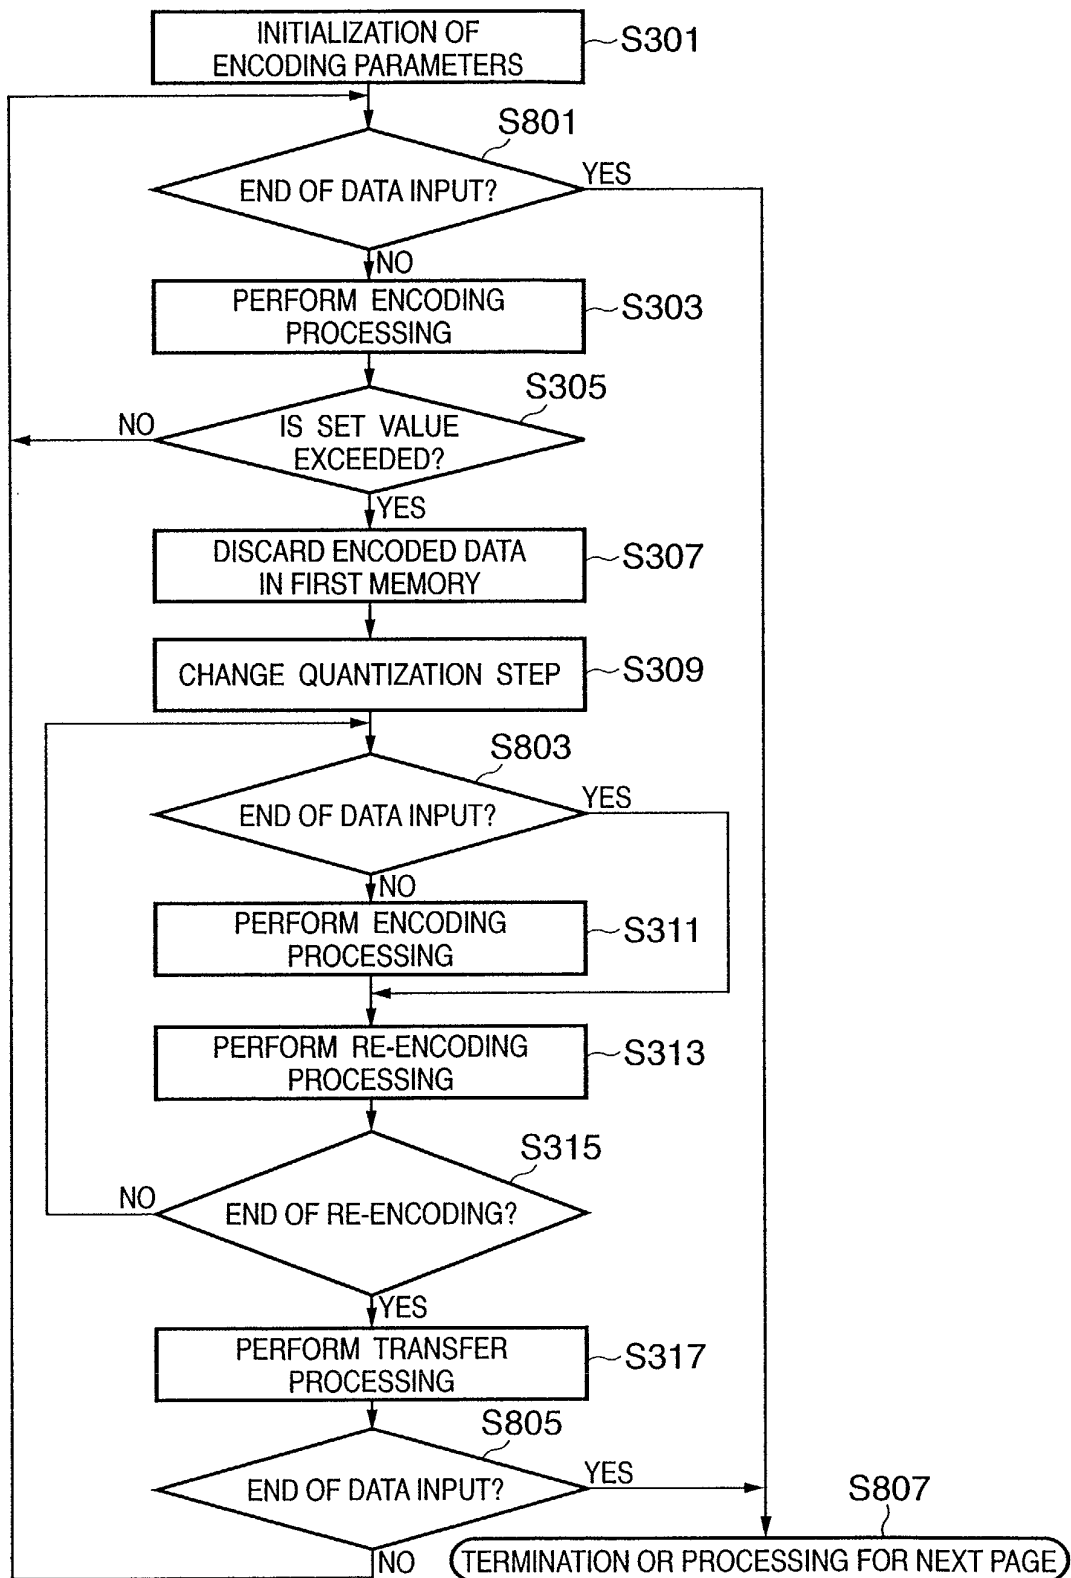 INITIALIZATION OF
ENCODING PARAMETERS
S301
S801
END OF DATA INPUT?
YES
NO
PERFORM ENCODING
PROCESSING
S303
S305
NO
IS SET VALUE
EXCEEDED?
YES
DISCARD ENCODED DATA
IN FIRST MEMORY
S307
CHANGE QUANTIZATION STEP
S309
S803
END OF DATA INPUT?
YES
NO
PERFORM ENCODING
PROCESSING
S311
PERFORM RE-ENCODING
PROCESSING
S313
S315
NO
END OF RE-ENCODING?
YES
PERFORM TRANSFER
PROCESSING
S317
S805
END OF DATA INPUT?
YES
NO
S807
TERMINATION OR PROCESSING FOR NEXT PAGE